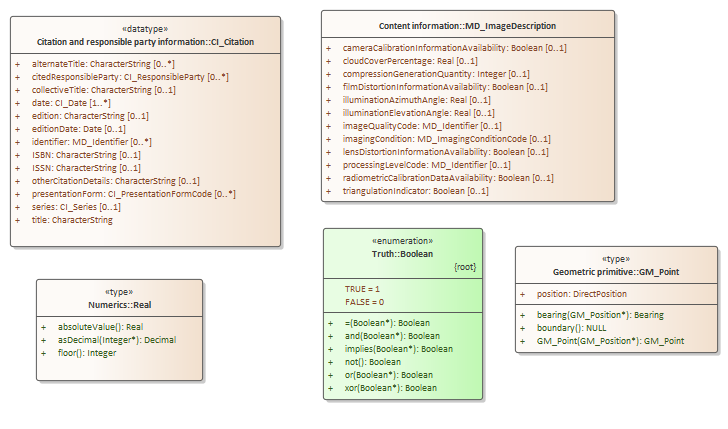 «datatype»
Citation and responsible party information::CI_Citation
+ alternateTitle: CharacterString [0..*]
+ citedResponsibleParty: CI_ResponsibleParty [0..*]
+ collectiveTitle: CharacterString [0..1]
+ date: CI_Date [1..*]
+ edition: CharacterString [0..1]
+ editionDate: Date [0..1]
+ identifier: MD_Identifier [0..*]
+ ISBN: CharacterString [0..1]
+ ISSN: CharacterString [0..1]
+ otherCitationDetails: CharacterString [0..1]
+ presentationForm: CI_PresentationFormCode [0..*]
+ series: CI_Series [0..1]
+ title: CharacterString
Content information::MD_ImageDescription
+ cameraCalibrationInformationAvailability: Boolean [0..1]
+ cloudCoverPercentage: Real [0..1]
+ compressionGenerationQuantity: Integer [0..1]
+ filmDistortionInformationAvailability: Boolean [0..1]
+ illuminationAzimuthAngle: Real [0..1]
+ illuminationElevationAngle: Real [0..1]
+ imageQualityCode: MD_Identifier [0..1]
+ imagingCondition: MD_ImagingConditionCode [0..1]
+ lensDistortionInformationAvailability: Boolean [0..1]
+ processingLevelCode: MD_Identifier [0..1]
+ radiometricCalibrationDataAvailability: Boolean [0..1]
+ triangulationIndicator: Boolean [0..1]
«type»
Numerics::Real
+ absoluteValue(): Real
+ asDecimal(Integer*): Decimal
+ floor(): Integer
«enumeration»
Truth::Boolean
{root}
TRUE = 1
FALSE = 0
+ =(Boolean*): Boolean
+ and(Boolean*): Boolean
+ implies(Boolean*): Boolean
+ not(): Boolean
+ or(Boolean*): Boolean
+ xor(Boolean*): Boolean
«type»
Geometric primitive::GM_Point
+ position: DirectPosition
+ bearing(GM_Position*): Bearing
+ boundary(): NULL
+ GM_Point(GM_Position*): GM_Point